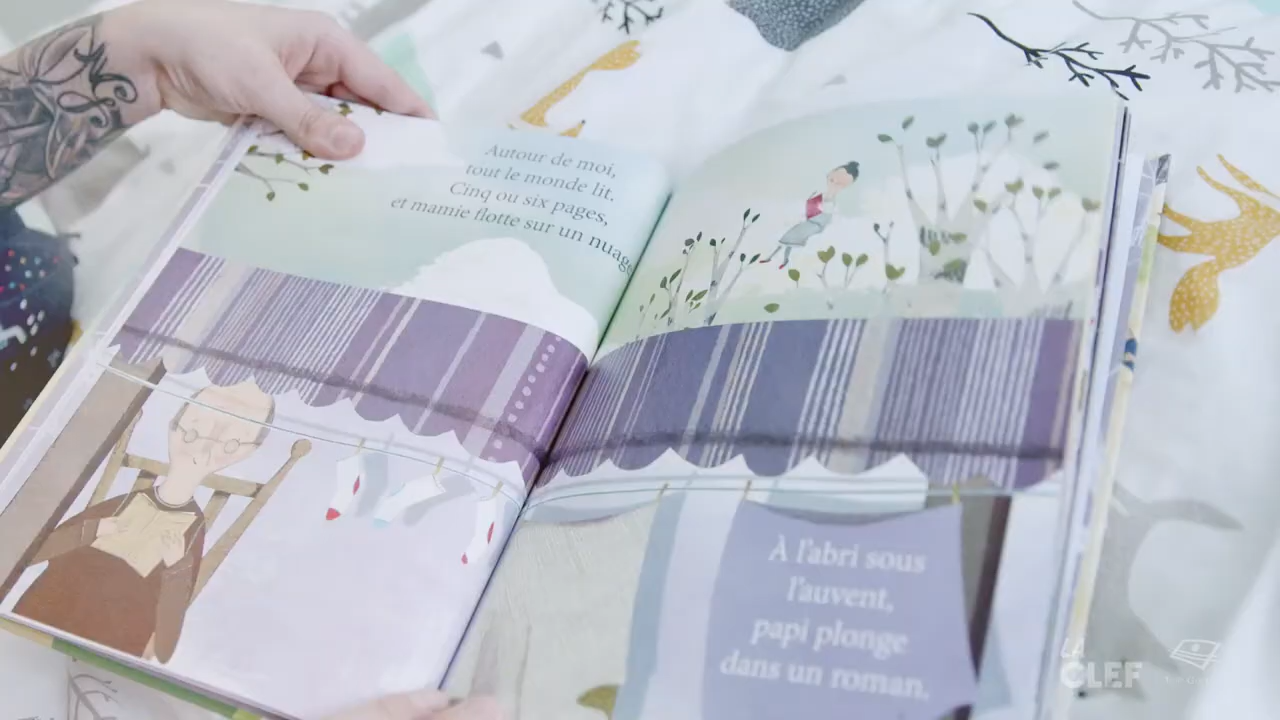 Autour de moi,
tout le monde lit.
Cinq ou six pages,
et mamie flotte sur un nuage
À l'abri sous
l'auvent,
papi plonge
dans un roman.
LA
CLEF